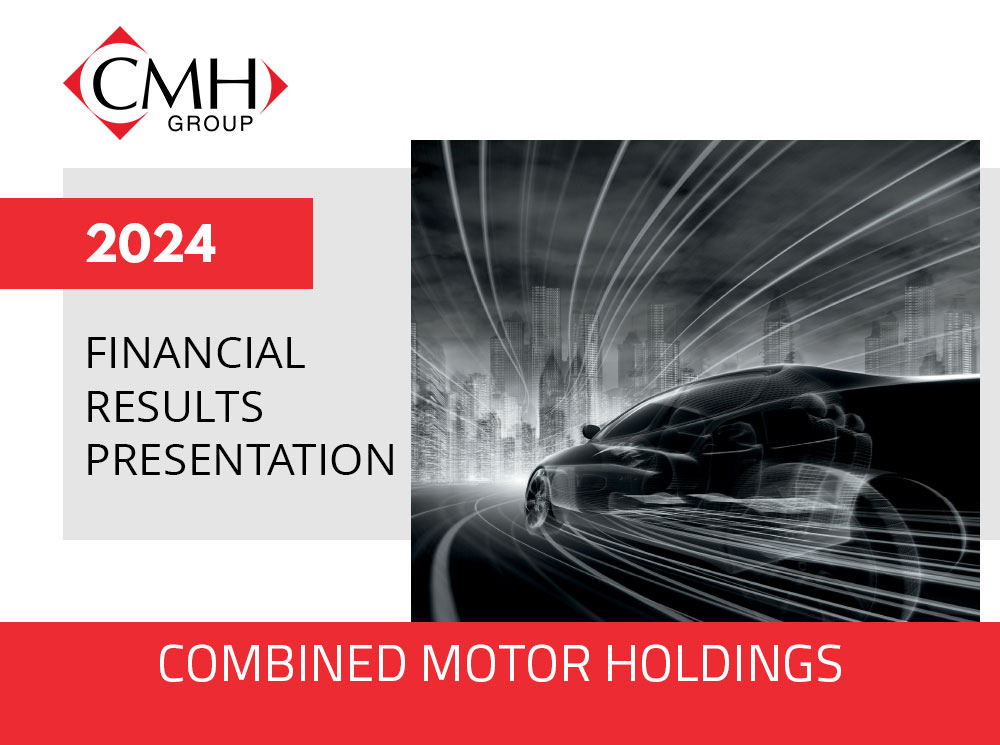 CMH
GROUP
2024
FINANCIAL
RESULTS
PRESENTATION
COMBINED MOTOR HOLDINGS